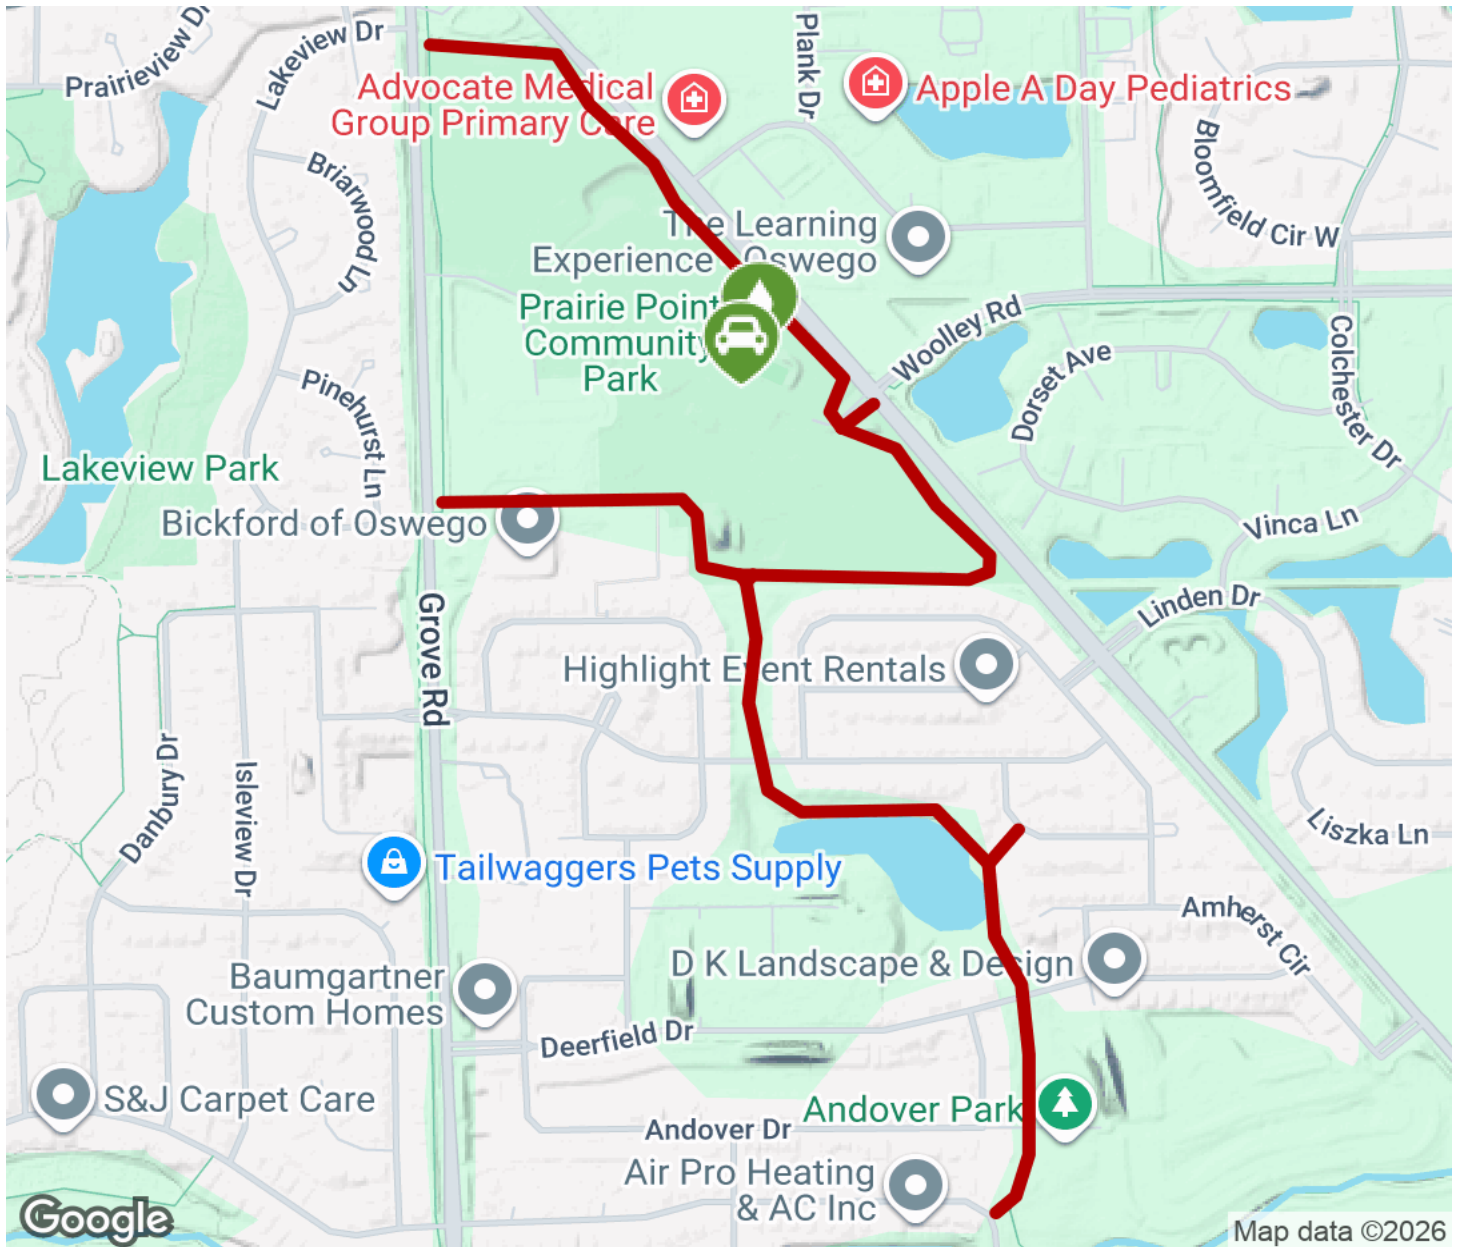 Prairieview Dr
Lakeview Dr
Plank Dr
Advocate Medical
Group Primary Care
Apple A Day Pediatrics
Bloomfield Cir W
Briarwood Ln
The Learning
Experience - Oswego
Prairie Point
Community
Park
Woolley Rd
Dorset Ave
Colchester Dr
Pinehurst Ln
Lakeview Park
Bickford of Oswego
Vinca Ln
Linden Dr
Grove Rd
Highlight Event Rentals
Danbury Dr
Isleview Dr
Liszka Ln
Tailwaggers Pets Supply
Amherst Cir
D K Landscape & Design
Baumgartner
Custom Homes
Deerfield Dr
S&J Carpet Care
Andover Park
Andover Dr
Air Pro Heating
& AC Inc
Google
Map data ©2026